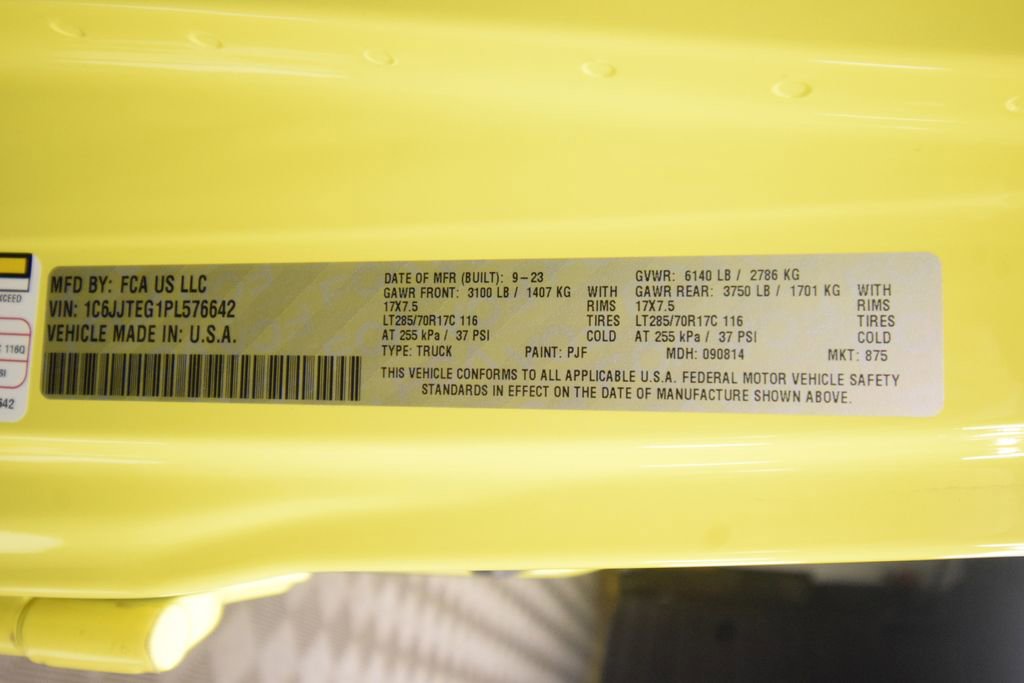 MFD BY: FCA US LLC
VIN: 1C6JJTEG1PL576642
VEHICLE MADE IN: U.S.A.
DATE OF MFR (BUILT): 9-23
GAWR FRONT: 3100 LB / 1407 KG WITH
17X7.5 RIMS
LT285/70R17C 116 TIRES
AT 255 kPa / 37 PSI COLD
GVWR: 6140 LB / 2786 KG
GAWR REAR: 3750 LB / 1701 KG WITH
17X7.5 RIMS
LT285/70R17C 116 TIRES
AT 255 kPa / 37 PSI COLD
TYPE: TRUCK PAINT: PJF MDH: 090814 MKT: 875
THIS VEHICLE CONFORMS TO ALL APPLICABLE U.S.A. FEDERAL MOTOR VEHICLE SAFETY
STANDARDS IN EFFECT ON THE DATE OF MANUFACTURE SHOWN ABOVE.
XCEED
116Q
SI
642